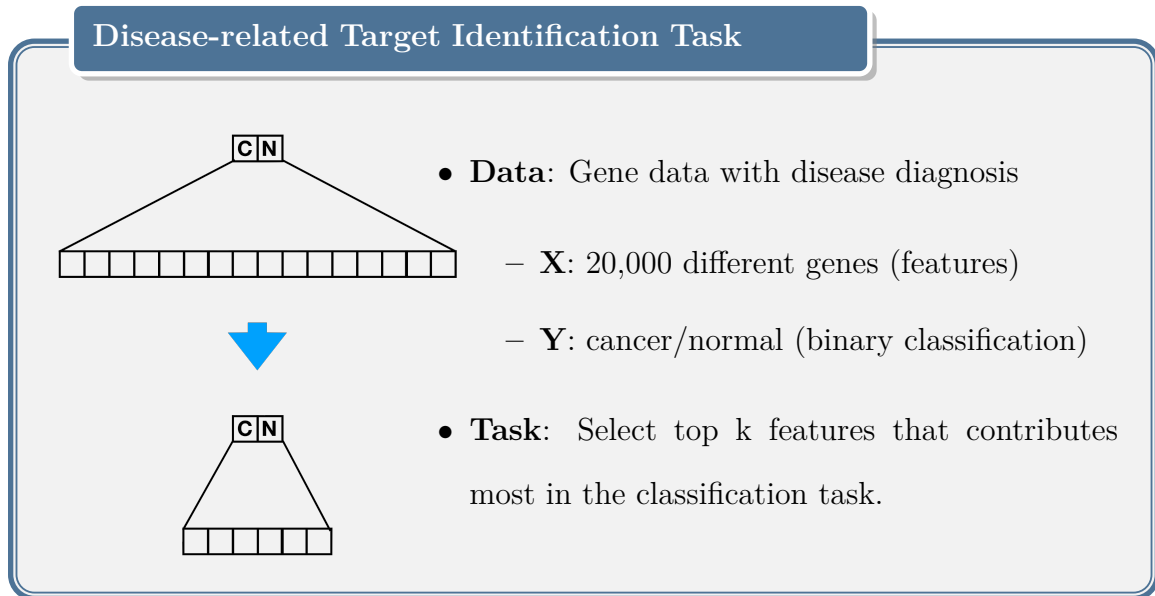 Disease-related Target Identification Task
C N
• Data: Gene data with disease diagnosis
– X: 20,000 different genes (features)
– Y: cancer/normal (binary classification)
C N
• Task: Select top k features that contributes
most in the classification task.